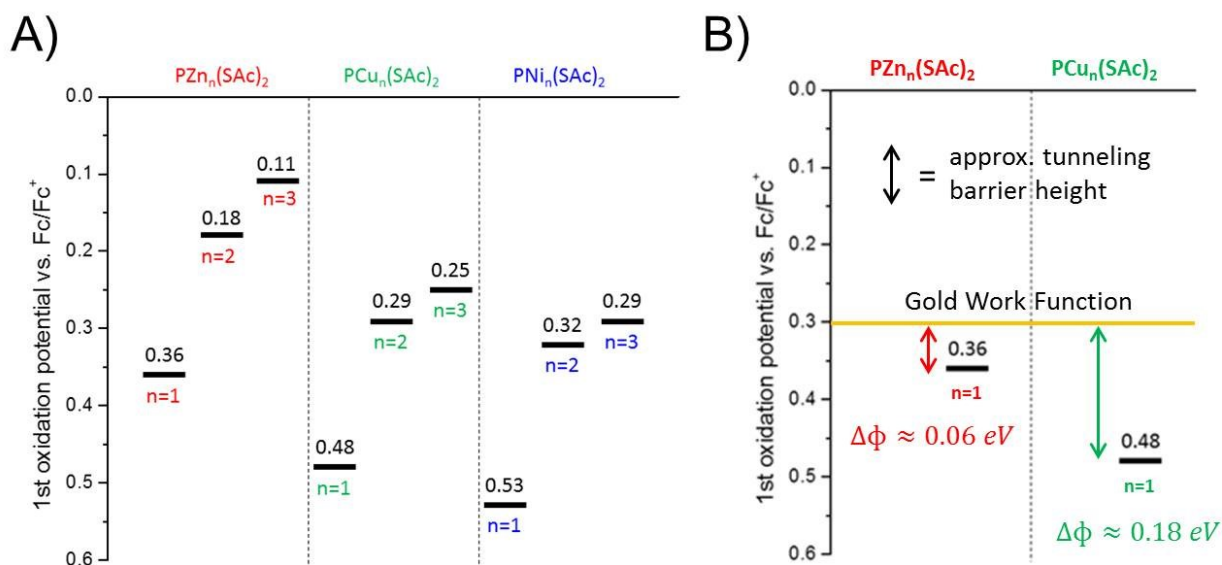 A)
PZnₙ(SAc)₂ PCuₙ(SAc)₂ PNiₙ(SAc)₂
1st oxidation potential vs. Fc/Fc⁺
0.0
0.1
0.2
0.3
0.4
0.5
0.6
0.36
n=1
0.18
n=2
0.11
n=3
0.48
n=1
0.29
n=2
0.25
n=3
0.53
n=1
0.32
n=2
0.29
n=3
B)
PZnₙ(SAc)₂ PCuₙ(SAc)₂
1st oxidation potential vs. Fc/Fc⁺
0.0
0.1
0.2
0.3
0.4
0.5
0.6
= approx. tunneling
barrier height
Gold Work Function
0.36
n=1
Δϕ ≈ 0.06 eV
0.48
n=1
Δϕ ≈ 0.18 eV